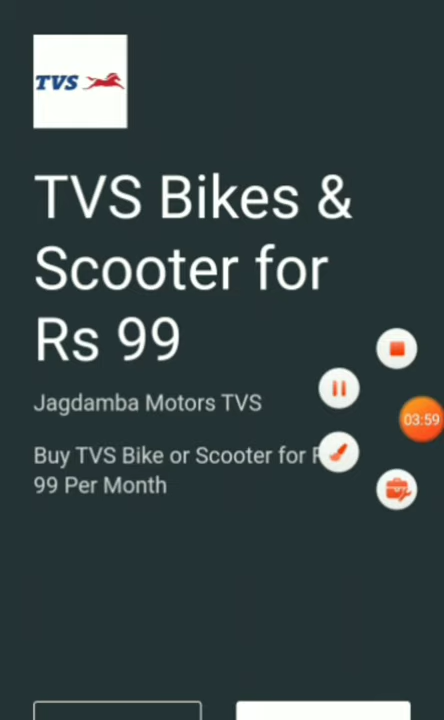 TVS
TVS Bikes &
Scooter for
Rs 99
Jagdamba Motors TVS
03:59
Buy TVS Bike or Scooter for
99 Per Month